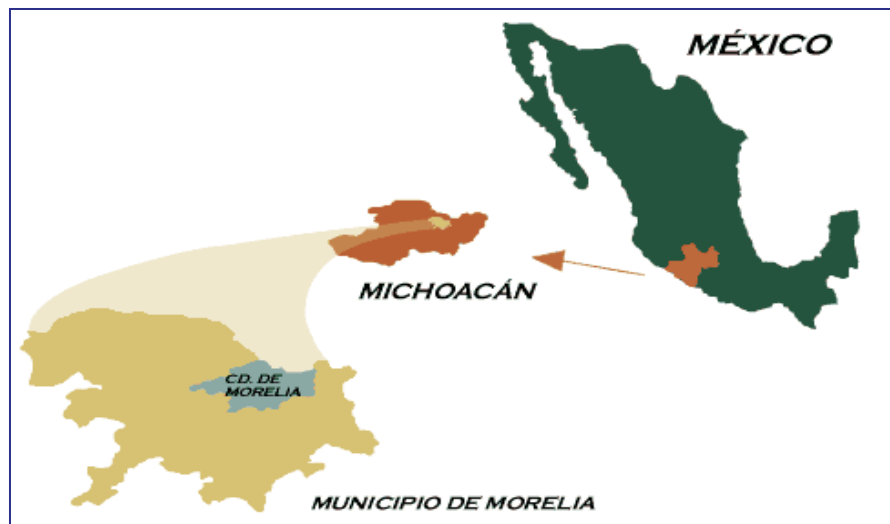 MÉXICO
MICHOACÁN
CD. DE
MORELIA
MUNICIPIO DE MORELIA